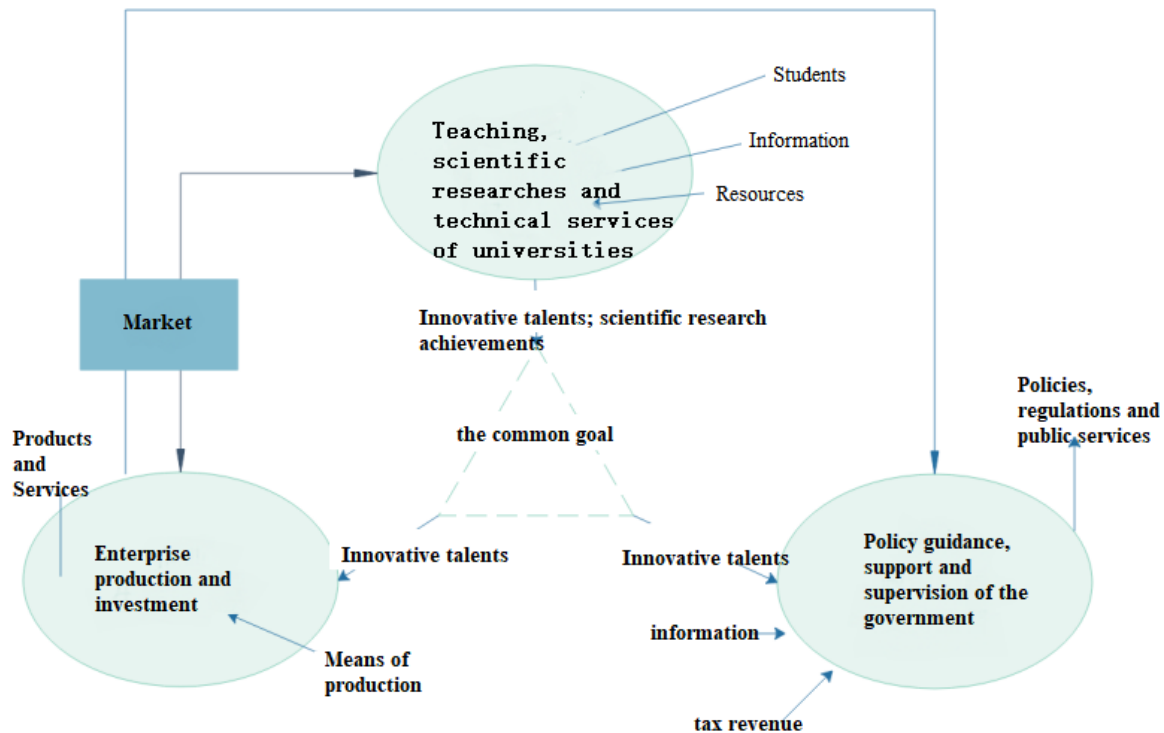 Students
Teaching,
scientific
researches and
technical services
of universities
Information
Resources
Market
Innovative talents; scientific research
achievements
the common goal
Products
and
Services
Policies,
regulations and
public services
Enterprise
production and
investment
Innovative talents
Innovative talents
Policy guidance,
support and
supervision of the
government
information
Means of
production
tax revenue